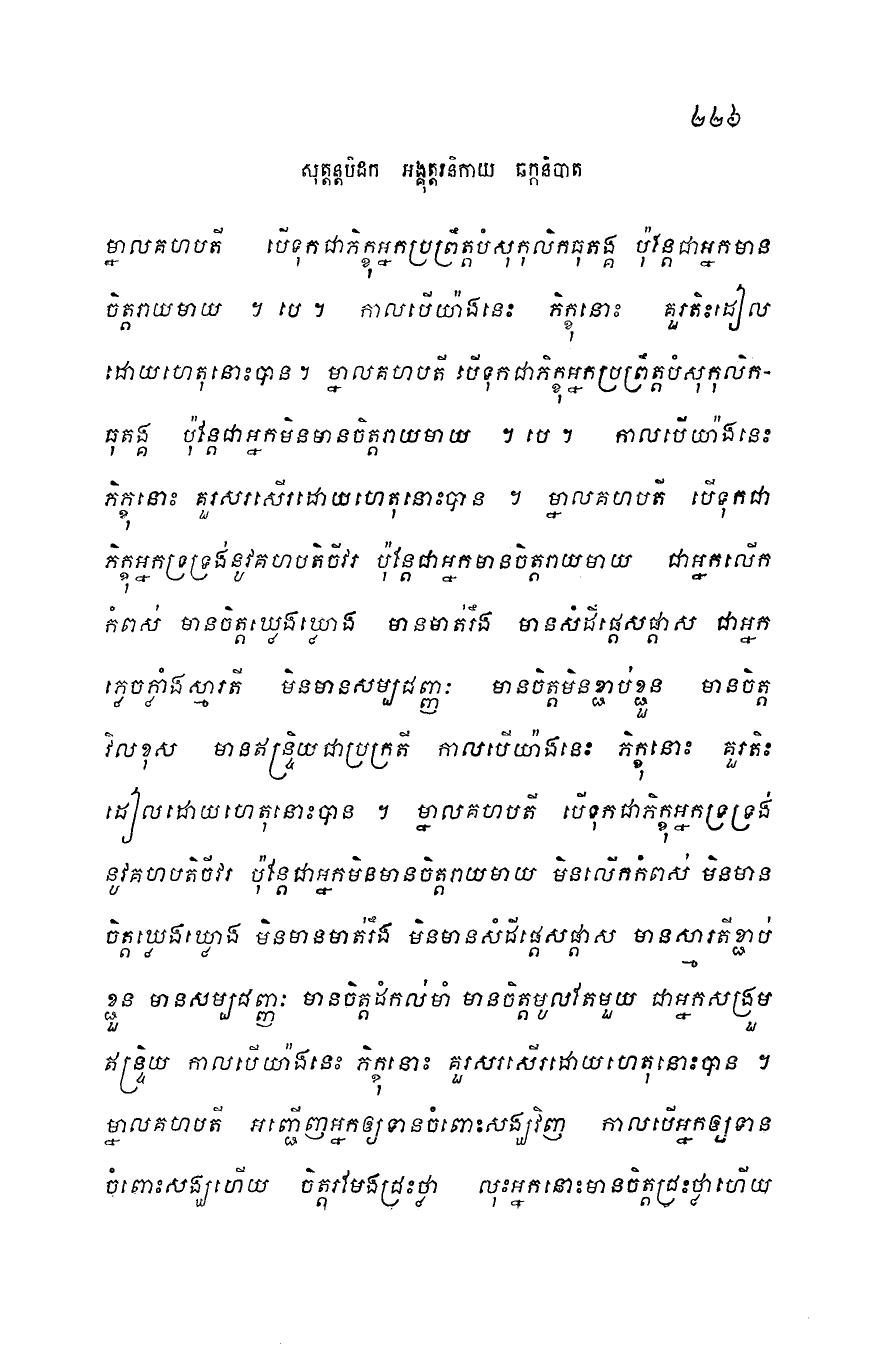 ២២៦
សុត្តន្តបិដក អង្គុត្តរនិកាយ ឆក្កនិបាត
ម្នាលគហបតី បើទុកជាភិក្ខុអ្នកប្រព្រឹត្តបំសុកុលិកធុតង្គ ប៉ុន្តែជាអ្នកមាន
ចិត្តរាយមាយ ។ បេ ។ កាលបើយ៉ាងនេះ ភិក្ខុនោះ គួរតិះដៀល
ដោយហេតុនោះបាន ។ ម្នាលគហបតី បើទុកជាភិក្ខុអ្នកប្រព្រឹត្តបំសុកុលិក-
ធុតង្គ ប៉ុន្តែជាអ្នកមិនមានចិត្តរាយមាយ ។ បេ ។ កាលបើយ៉ាងនេះ
ភិក្ខុនោះ គួរសរសើរដោយហេតុនោះបាន ។ ម្នាលគហបតី បើទុកជា
ភិក្ខុអ្នកទ្រទ្រង់នូវគហបតិចីវរ ប៉ុន្តែជាអ្នកមានចិត្តរាយមាយ ជាអ្នកលើក
កំពស់ មានចិត្តឃ្លេងឃ្លោង មានមាត់រឹង មានសំដីផ្តេសផ្តាស ជាអ្នក
ភ្លេចភ្លាំងស្មារតី មិនមានសម្បជញ្ញៈ មានចិត្តមិនខ្ជាប់ខ្ជួន មានចិត្ត
វិលខុស មានឥន្ទ្រិយជាប្រក្រតី កាលបើយ៉ាងនេះ ភិក្ខុនោះ គួរតិះ
ដៀលដោយហេតុនោះបាន ។ ម្នាលគហបតី បើទុកជាភិក្ខុអ្នកទ្រទ្រង់
នូវគហបតិចីវរ ប៉ុន្តែជាអ្នកមិនមានចិត្តរាយមាយ មិនលើកកំពស់ មិនមាន
ចិត្តឃ្លេងឃ្លោង មិនមានមាត់រឹង មិនមានសំដីផ្តេសផ្តាស មានស្មារតីខ្ជាប់
ខ្ជួន មានសម្បជញ្ញៈ មានចិត្តដំកល់មាំ មានចិត្តមូលតែមួយ ជាអ្នកសង្រួម
ឥន្ទ្រិយ កាលបើយ៉ាងនេះ ភិក្ខុនោះ គួរសរសើរដោយហេតុនោះបាន ។
ម្នាលគហបតី អញ្ជើញអ្នកឲ្យទានចំពោះសង្ឃវិញ កាលបើអ្នកឲ្យទាន
ចំពោះសង្ឃហើយ ចិត្តរមែងជ្រះថ្លា លុះអ្នកនោះមានចិត្តជ្រះថ្លាហើយ